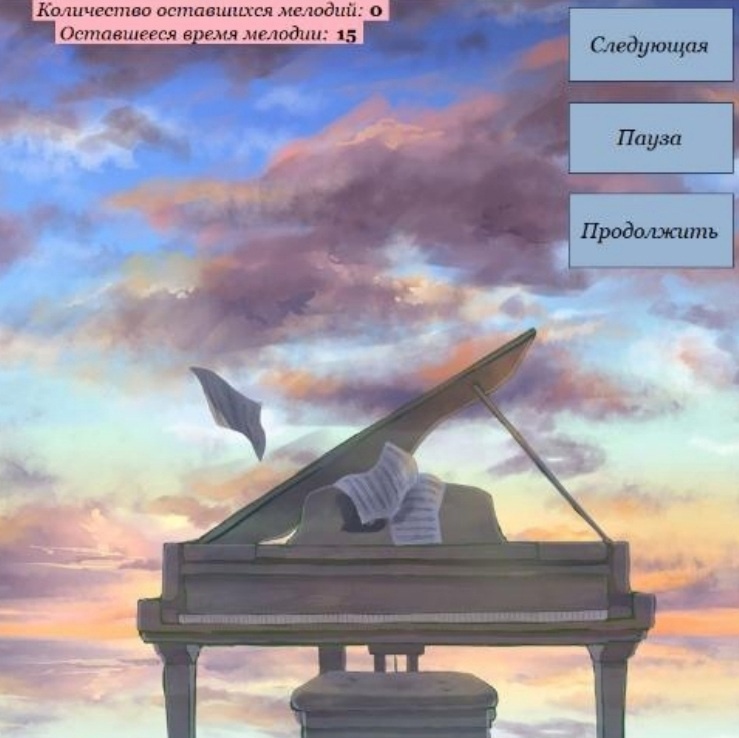 Количество оставшихся мелодий: 0
Оставшееся время мелодии: 15
Следующая
Пауза
Продолжить